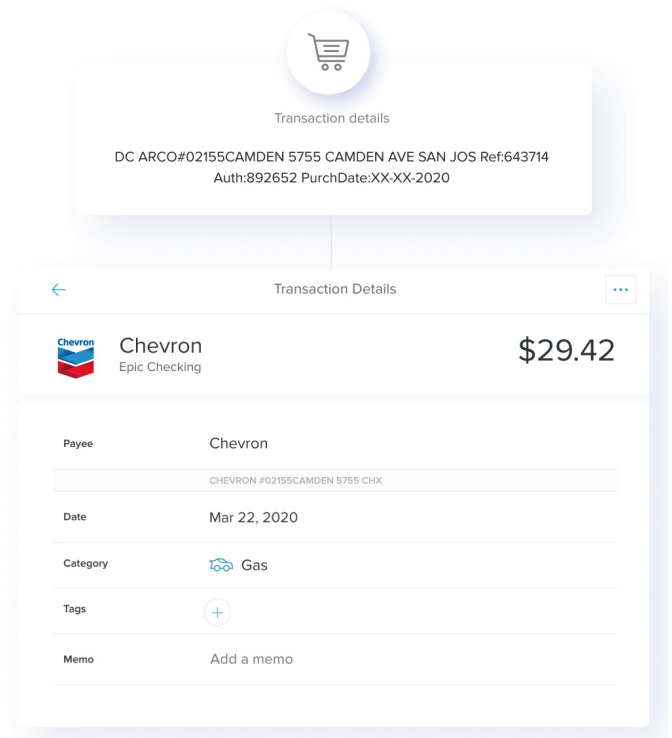 Transaction details
DC ARCO#02155CAMDEN 5755 CAMDEN AVE SAN JOS Ref:643714
Auth:892652 PurchDate:XX-XX-2020
Transaction Details
Chevron
Chevron
$29.42
Epic Checking
Payee
Chevron
CHEVRON #02155CAMDEN 5755 CHX
Date
Mar 22, 2020
Category
Gas
Tags
Memo
Add a memo